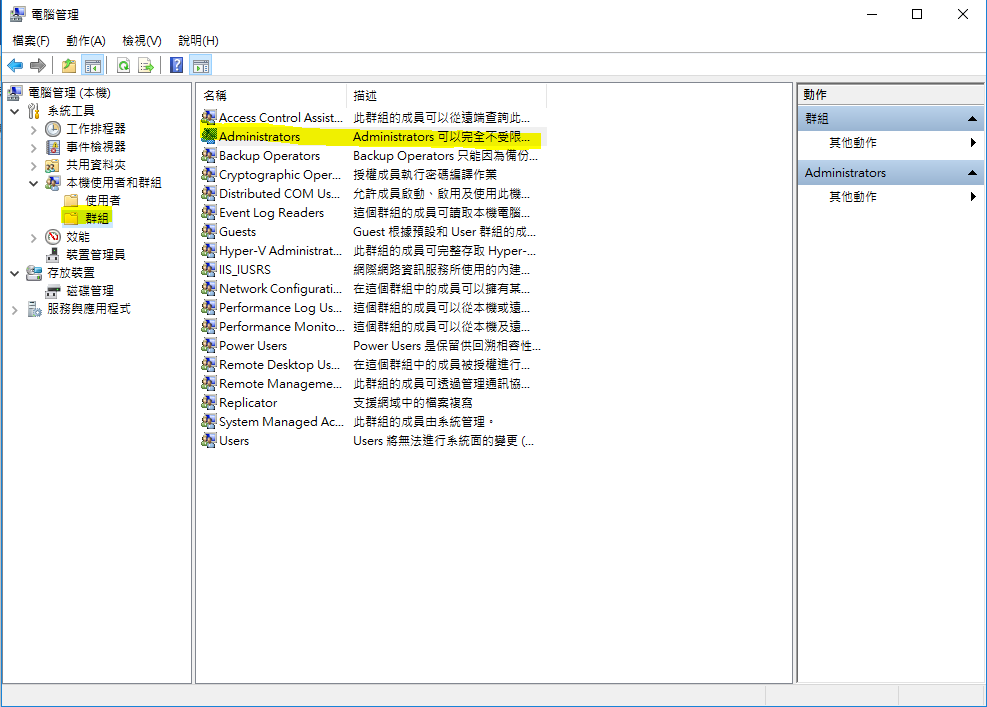 電腦管理
檔案(F) 動作(A) 檢視(V) 說明(H)
電腦管理 (本機)
系統工具
工作排程器
事件檢視器
共用資料夾
本機使用者和群組
使用者
群組
效能
裝置管理員
存放裝置
磁碟管理
服務與應用程式
名稱 描述
Access Control Assist... 此群組的成員可以從遠端查詢此...
Administrators Administrators 可以完全不受限...
Backup Operators Backup Operators 只能因為備份...
Cryptographic Oper... 授權成員執行密碼編譯作業
Distributed COM Us... 允許成員啟動、啟用及使用此機...
Event Log Readers 這個群組的成員可讀取本機電腦...
Guests Guest 根據預設和 User 群組的成...
Hyper-V Administrat... 此群組的成員可完整存取 Hyper-...
IIS_IUSRS 網際網路資訊服務所使用的內建...
Network Configurati... 在這個群組中的成員可以擁有某...
Performance Log Us... 這個群組的成員可以從本機或遠...
Performance Monito... 這個群組的成員可以從本機及遠...
Power Users Power Users 是保留供回溯相容性...
Remote Desktop Us... 在這個群組中的成員被授權進行...
Remote Manageme... 此群組的成員可透過管理通訊協...
Replicator 支援網域中的檔案複寫
System Managed Ac... 此群組的成員由系統管理。
Users Users 將無法進行系統面的變更 (...
動作
群組
其他動作
Administrators
其他動作